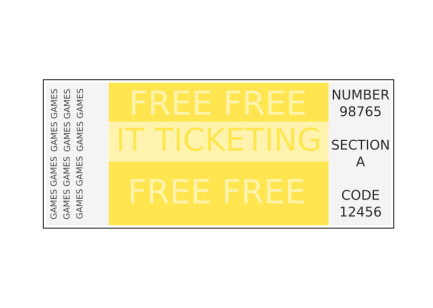 GAMES GAMES GAMES GAMES
GAMES GAMES GAMES GAMES
GAMES GAMES GAMES GAMES
FREE FREE
IT TICKETING
FREE FREE
NUMBER
98765
SECTION
A
CODE
12456